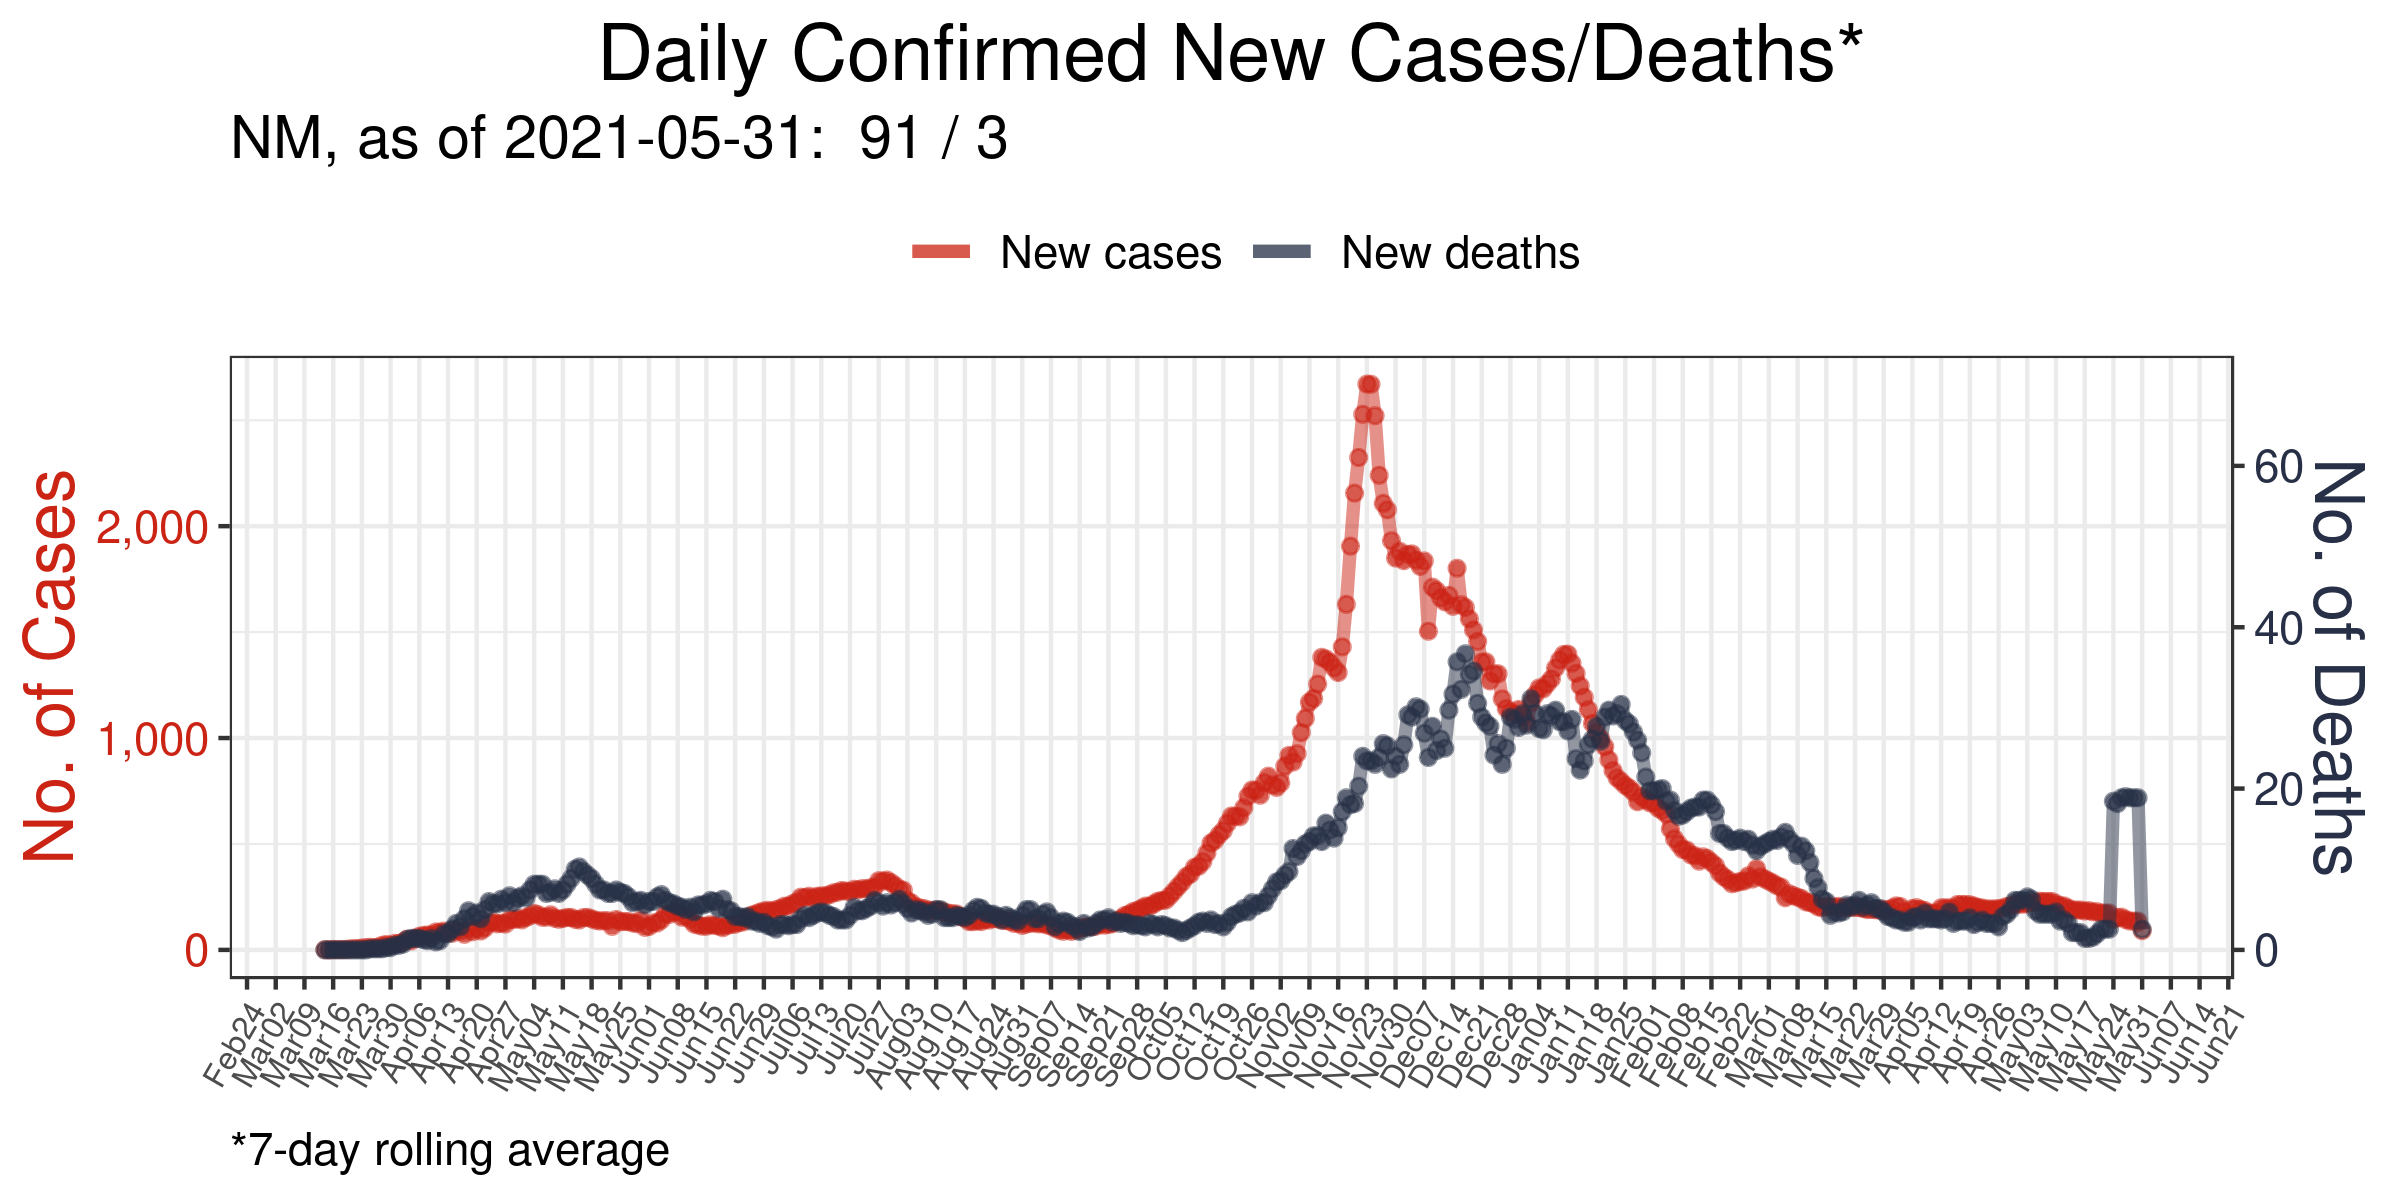 Daily Confirmed New Cases/Deaths*
NM, as of 2021-05-31:  91 / 3
New cases
New deaths
No. of Cases
2,000
1,000
0
60
40
20
0
No. of Deaths
Feb24
Mar02
Mar09
Mar16
Mar23
Mar30
Apr06
Apr13
Apr20
Apr27
May04
May11
May18
May25
Jun01
Jun08
Jun15
Jun22
Jun29
Jul06
Jul13
Jul20
Jul27
Aug03
Aug10
Aug17
Aug24
Aug31
Sep07
Sep14
Sep21
Sep28
Oct05
Oct12
Oct19
Oct26
Nov02
Nov09
Nov16
Nov23
Nov30
Dec07
Dec14
Dec21
Dec28
Jan04
Jan11
Jan18
Jan25
Feb01
Feb08
Feb15
Feb22
Mar01
Mar08
Mar15
Mar22
Mar29
Apr05
Apr12
Apr19
Apr26
May03
May10
May17
May24
May31
Jun07
Jun14
Jun21
*7-day rolling average